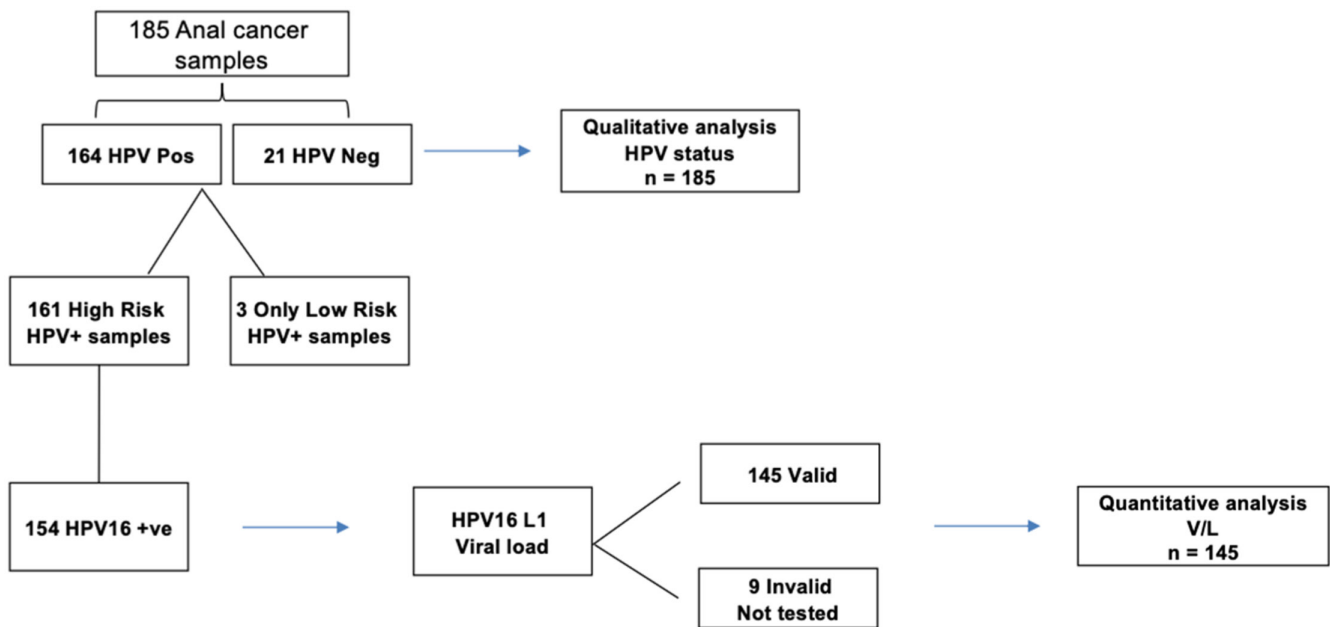 185 Anal cancer
samples
164 HPV Pos
21 HPV Neg
Qualitative analysis
HPV status
n = 185
161 High Risk
HPV+ samples
3 Only Low Risk
HPV+ samples
154 HPV16 +ve
HPV16 L1
Viral load
145 Valid
9 Invalid
Not tested
Quantitative analysis
V/L
n = 145